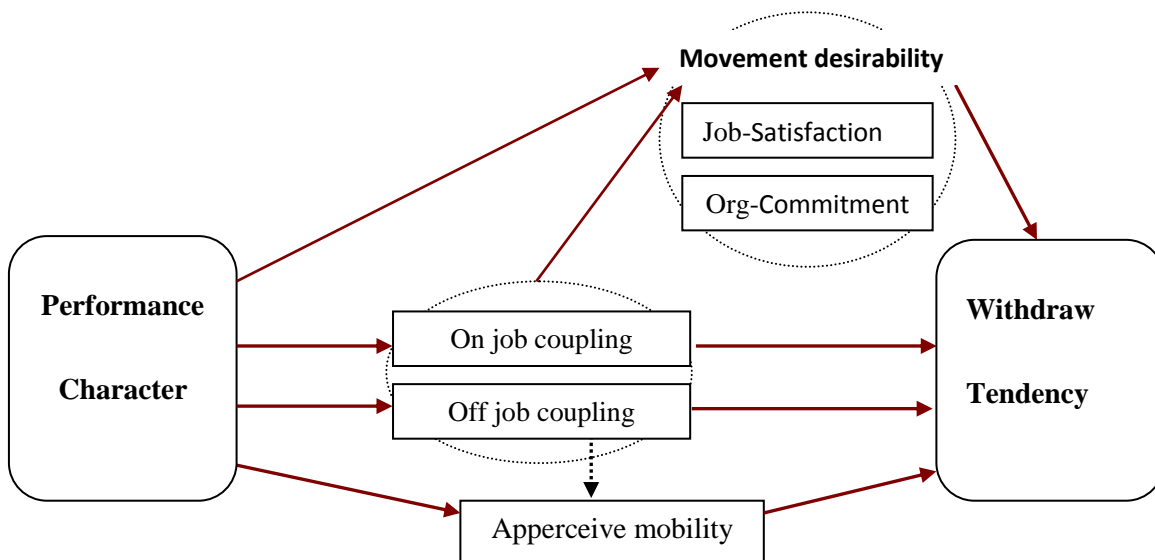 Movement desirability
Job-Satisfaction
Org-Commitment
Performance
Character
On job coupling
Off job coupling
Apperceive mobility
Withdraw
Tendency